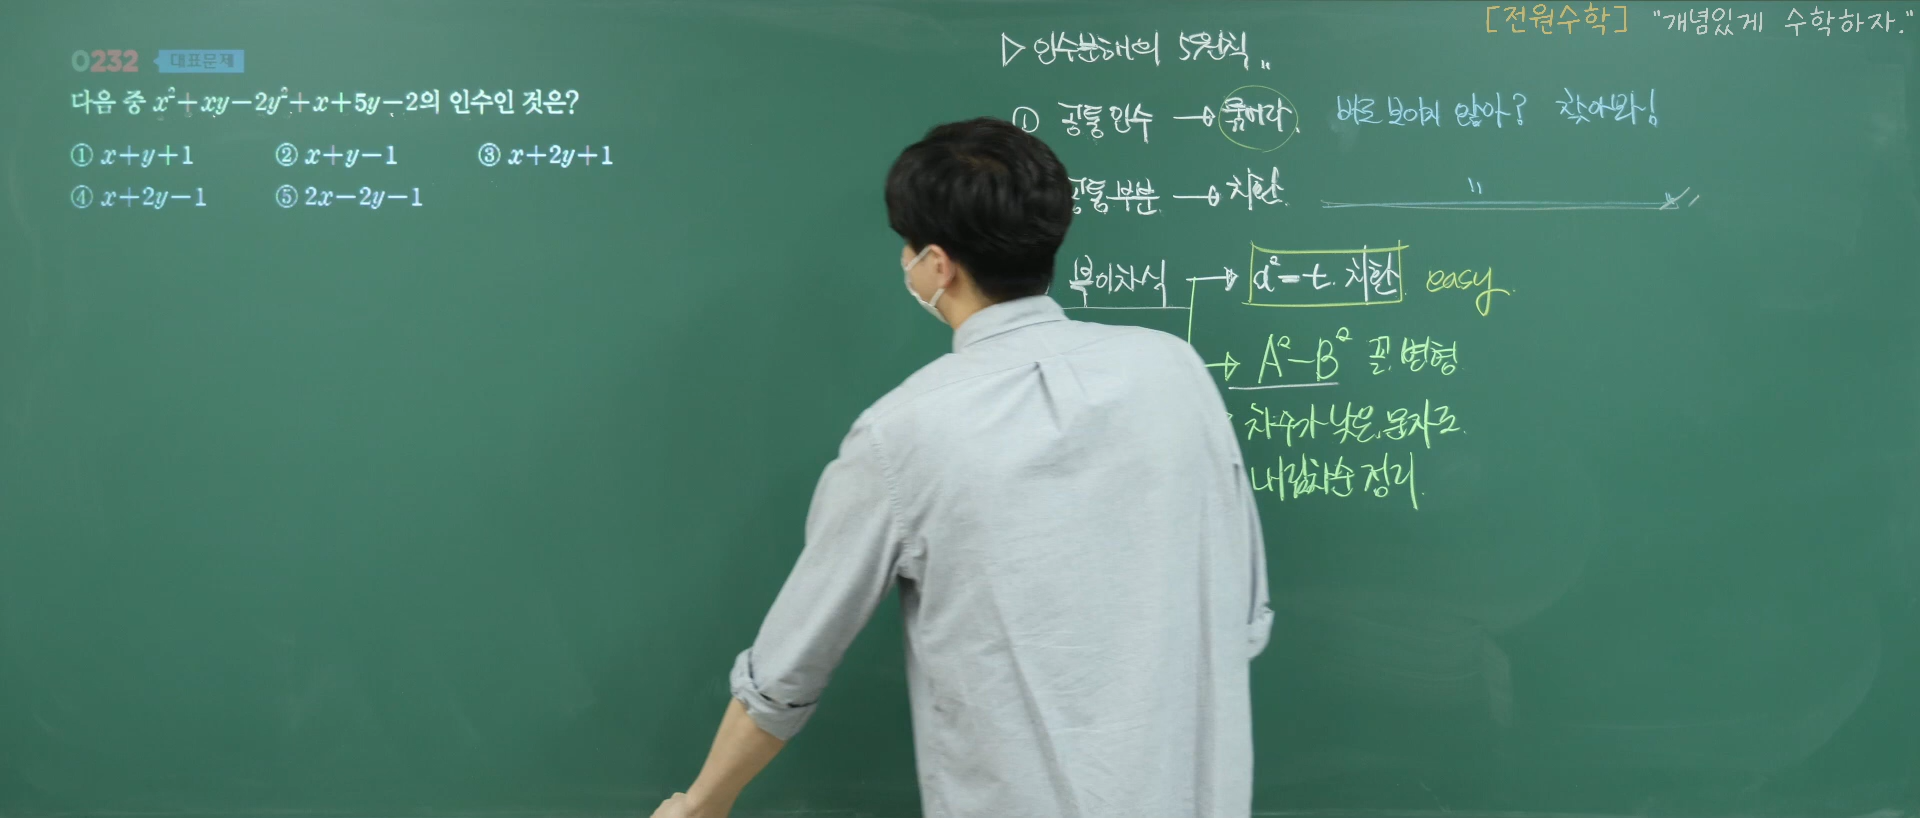 0232 대표문제
다음 중 x²+xy−2y²+x+5y−2의 인수인 것은?
① x+y+1 ② x+y−1 ③ x+2y+1
④ x+2y−1 ⑤ 2x−2y−1
[전원수학] "개념있게 수학하자."
▷ 인수분해의 5원칙
① 공통인수 → 묶어라. 바로 보이지 않아? 찾아봐!
공통부분 → 치환. 〃
복이차식 → a²=t. 치환. easy.
→ A²−B² 꼴. 변형
차수가 낮은 문자로.
내림차순 정리.